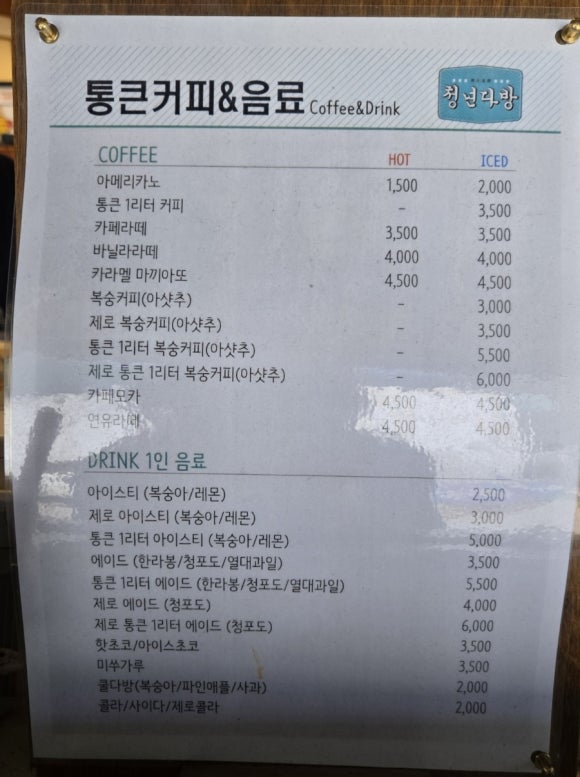 통큰커피&음료 Coffee&Drink
청년다방
COFFEE HOT ICED
아메리카노 1,500 2,000
통큰 1리터 커피 - 3,500
카페라떼 3,500 3,500
바닐라라떼 4,000 4,000
카라멜 마끼아또 4,500 4,500
복숭커피(아샷추) - 3,000
제로 복숭커피(아샷추) - 3,500
통큰 1리터 복숭커피(아샷추) - 5,500
제로 통큰 1리터 복숭커피(아샷추) - 6,000
카페모카 4,500 4,500
연유라떼 4,500 4,500
DRINK 1인 음료
아이스티 (복숭아/레몬) 2,500
제로 아이스티 (복숭아/레몬) 3,000
통큰 1리터 아이스티 (복숭아/레몬) 5,000
에이드 (한라봉/청포도/열대과일) 3,500
통큰 1리터 에이드 (한라봉/청포도/열대과일) 5,500
제로 에이드 (청포도) 4,000
제로 통큰 1리터 에이드 (청포도) 6,000
핫초코/아이스초코 3,500
미쑤가루 3,500
쿨다방(복숭아/파인애플/사과) 2,000
콜라/사이다/제로콜라 2,000